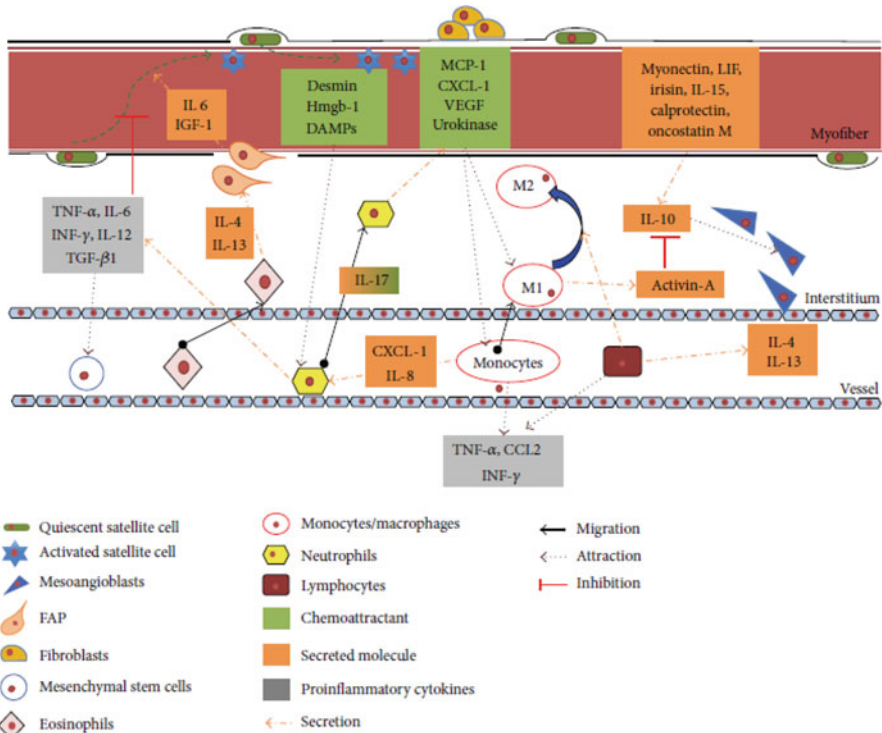 Desmin
Hmgb-1
DAMPs
MCP-1
CXCL-1
VEGF
Urokinase
Myonectin, LIF,
irisin, IL-15,
calprotectin,
oncostatin M
IL 6
IGF-1
Myofiber
M2
TNF-α, IL-6
INF-γ, IL-12
TGF-β1
IL-4
IL-13
IL-10
IL-17
M1
Activin-A
Interstitium
CXCL-1
IL-8
Monocytes
IL-4
IL-13
Vessel
TNF-α, CCL2
INF-γ
Quiescent satellite cell
Activated satellite cell
Mesoangioblasts
FAP
Fibroblasts
Mesenchymal stem cells
Eosinophils
Monocytes/macrophages
Neutrophils
Lymphocytes
Chemoattractant
Secreted molecule
Proinflammatory cytokines
Secretion
Migration
Attraction
Inhibition